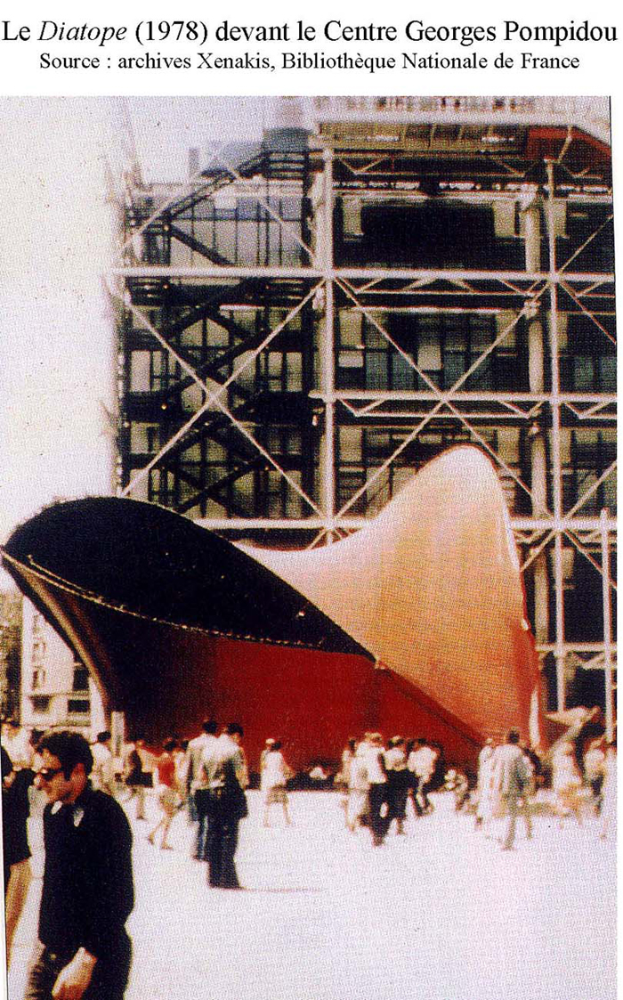 Le Diatope (1978) devant le Centre Georges Pompidou
Source : archives Xenakis, Bibliothèque Nationale de France